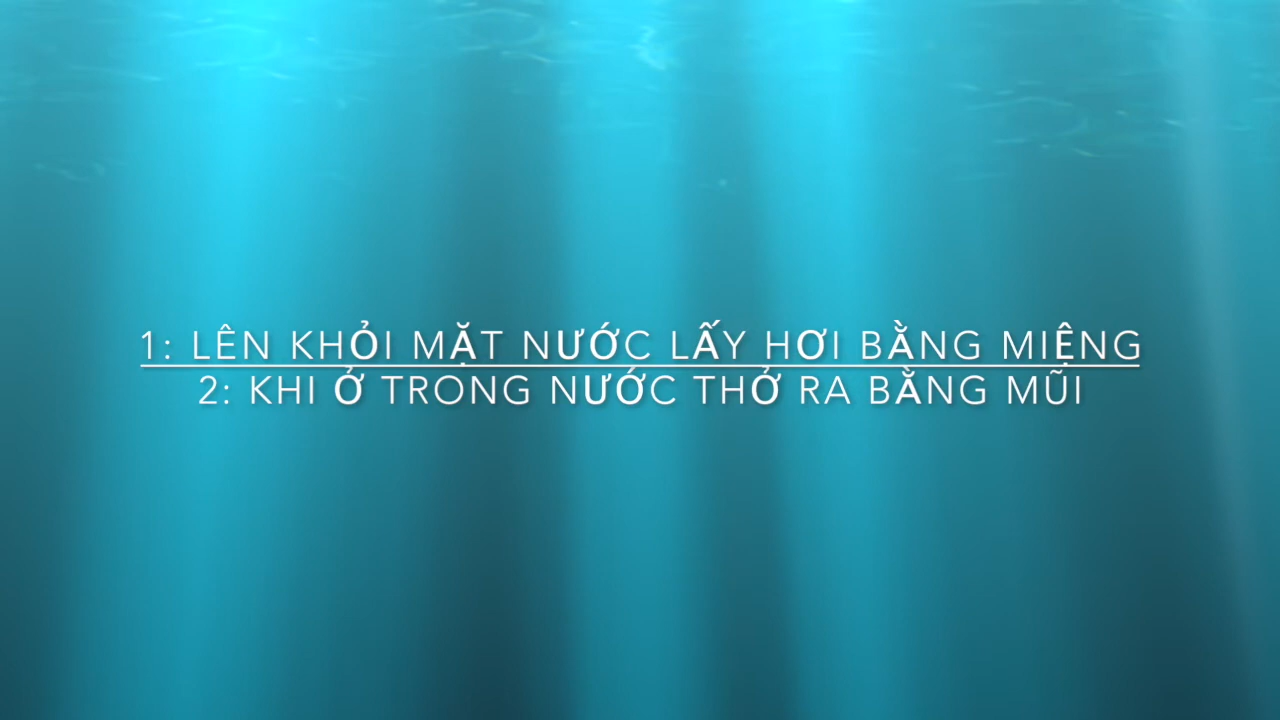 1: LÊN KHỎI MẶT NƯỚC LẤY HƠI BẰNG MIỆNG
2: KHI Ở TRONG NƯỚC THỞ RA BẰNG MŨI